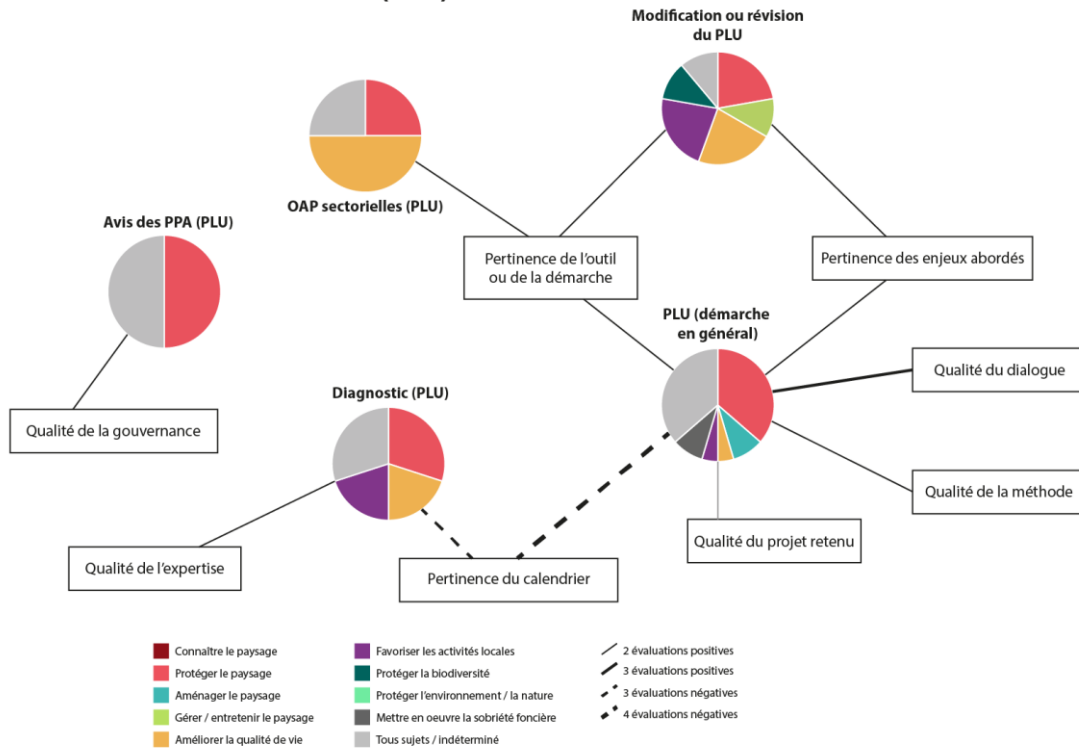 Modification ou révision
du PLU
OAP sectorielles (PLU)
Avis des PPA (PLU)
Pertinence de l'outil
ou de la démarche
Pertinence des enjeux abordés
PLU (démarche
en général)
Qualité du dialogue
Diagnostic (PLU)
Qualité de la gouvernance
Qualité de la méthode
Qualité du projet retenu
Qualité de l'expertise
Pertinence du calendrier
Connaître le paysage
Protéger le paysage
Aménager le paysage
Gérer / entretenir le paysage
Améliorer la qualité de vie
Favoriser les activités locales
Protéger la biodiversité
Protéger l'environnement / la nature
Mettre en oeuvre la sobriété foncière
Tous sujets / indéterminé
2 évaluations positives
3 évaluations positives
3 évaluations négatives
4 évaluations négatives